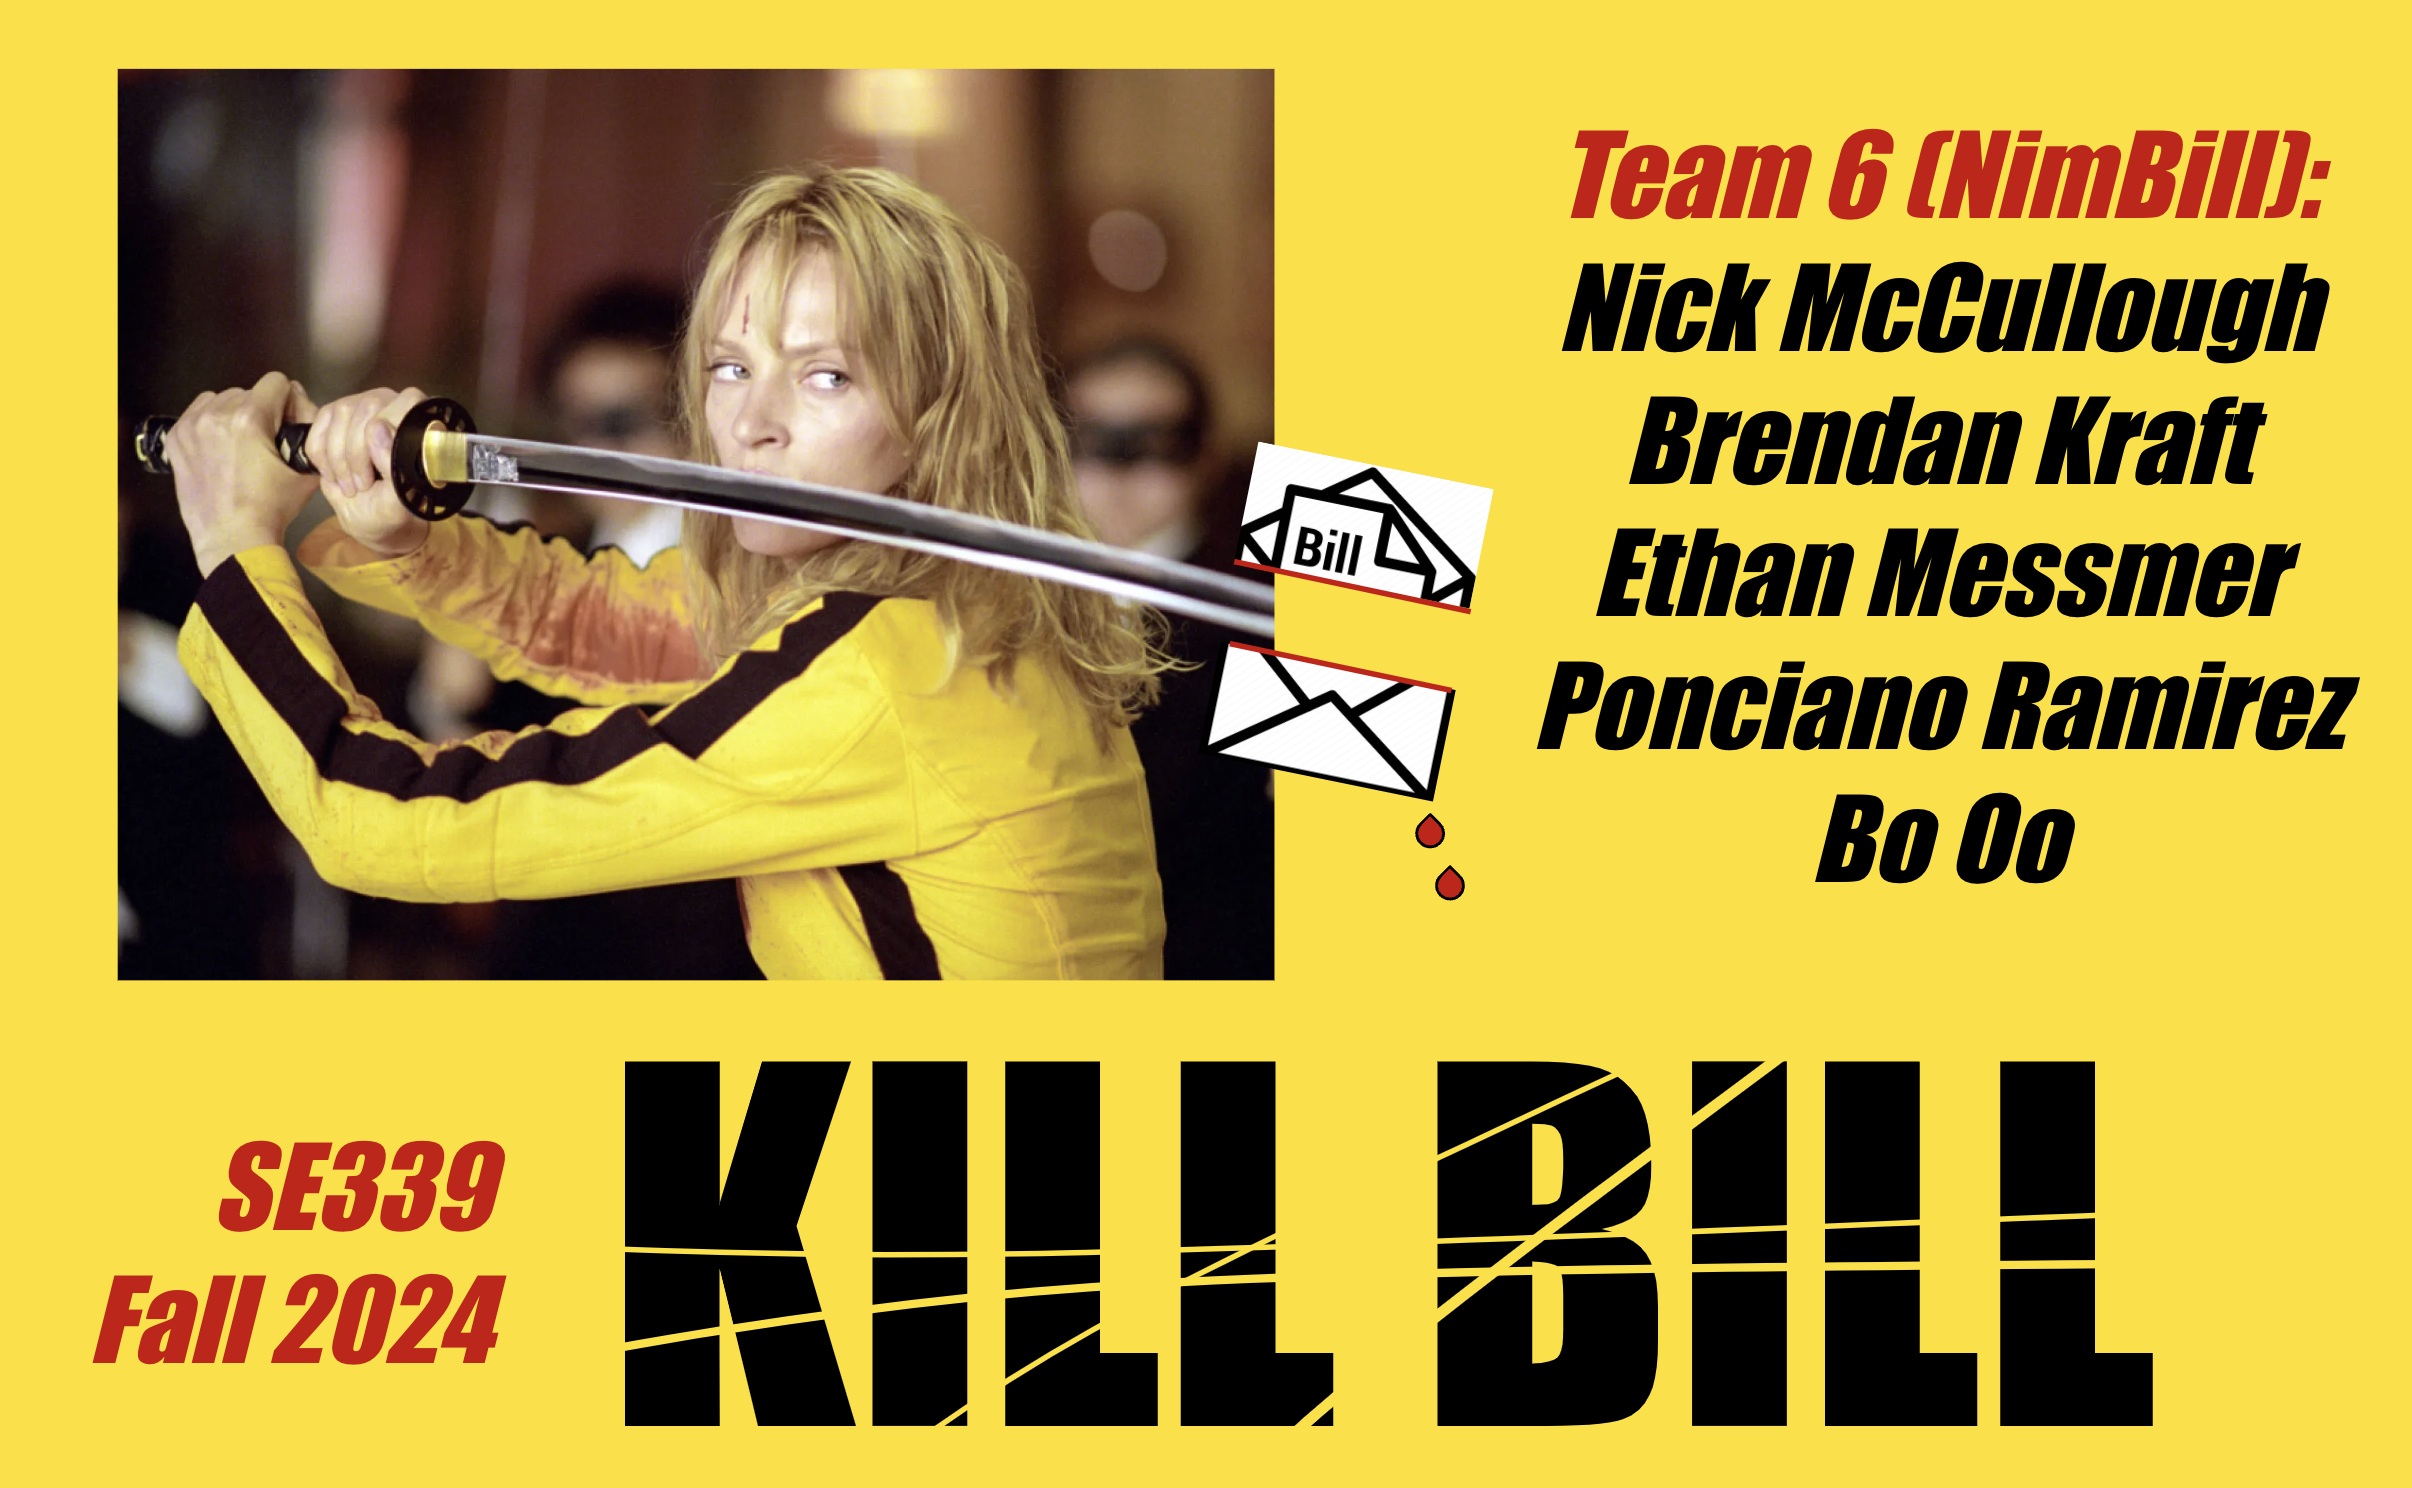 Team 6 (NimBill):
Nick McCullough
Brendan Kraft
Ethan Messmer
Ponciano Ramirez
Bo Oo
Bill
SE339
Fall 2024
KILL BILL